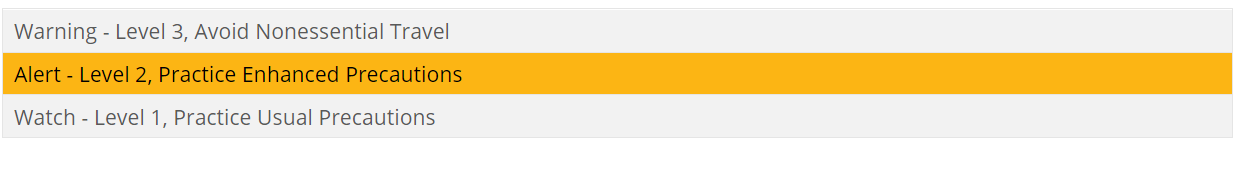 Warning - Level 3, Avoid Nonessential Travel
Alert - Level 2, Practice Enhanced Precautions
Watch - Level 1, Practice Usual Precautions